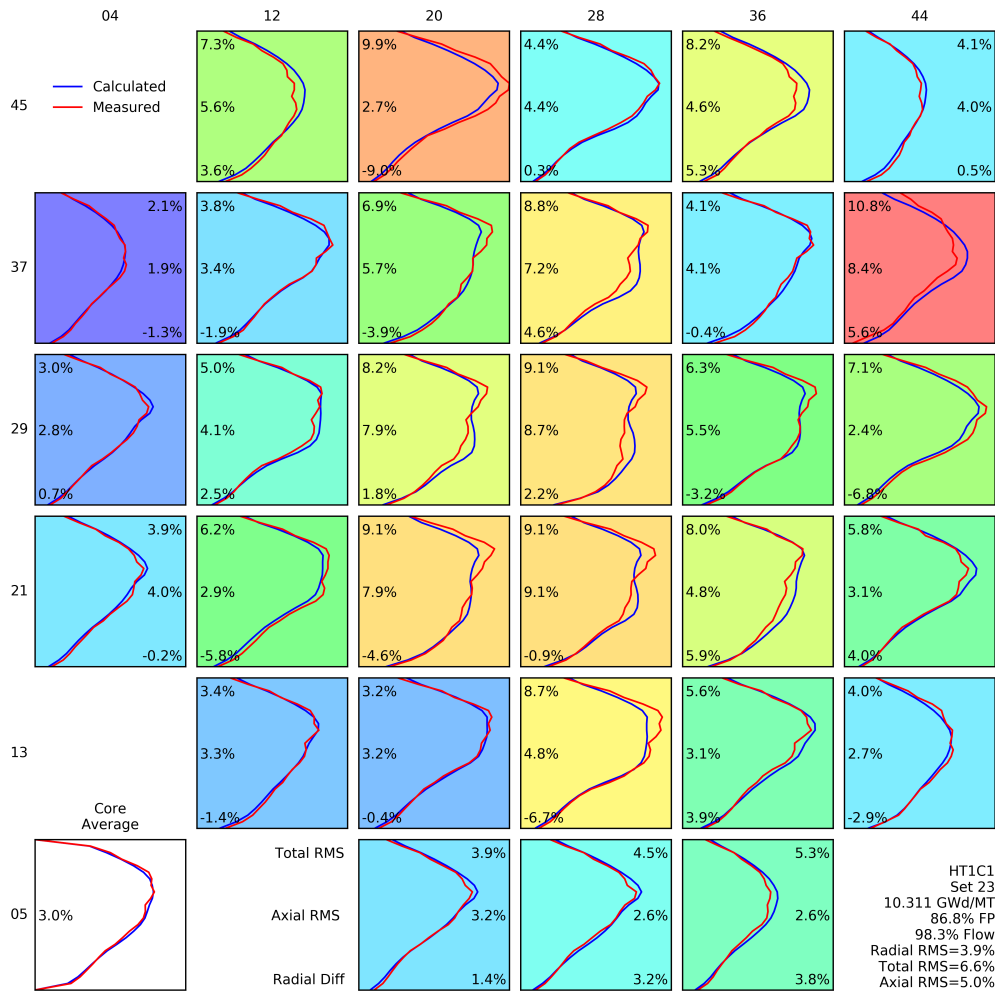 04 12 20 28 36 44
7.3% 9.9% 4.4% 8.2% 4.1%
Calculated
Measured
45 5.6% 2.7% 4.4% 4.6% 4.0%
3.6% -9.0% 0.3% 5.3% 0.5%
2.1% 3.8% 6.9% 8.8% 4.1% 10.8%
37 1.9% 3.4% 5.7% 7.2% 4.1% 8.4%
-1.3% -1.9% -3.9% 4.6% -0.4% 5.6%
3.0% 5.0% 8.2% 9.1% 6.3% 7.1%
29 2.8% 4.1% 7.9% 8.7% 5.5% 2.4%
0.7% 2.5% 1.8% 2.2% -3.2% -6.8%
3.9% 6.2% 9.1% 9.1% 8.0% 5.8%
21 4.0% 2.9% 7.9% 9.1% 4.8% 3.1%
-0.2% -5.8% -4.6% -0.9% 5.9% 4.0%
3.4% 3.2% 8.7% 5.6% 4.0%
13 3.3% 3.2% 4.8% 3.1% 2.7%
-1.4% -0.4% -6.7% 3.9% -2.9%
Core
Average
Total RMS 3.9% 4.5% 5.3%
05 3.0% Axial RMS 3.2% 2.6% 2.6%
Radial Diff 1.4% 3.2% 3.8%
HT1C1
Set 23
10.311 GWd/MT
86.8% FP
98.3% Flow
Radial RMS=3.9%
Total RMS=6.6%
Axial RMS=5.0%